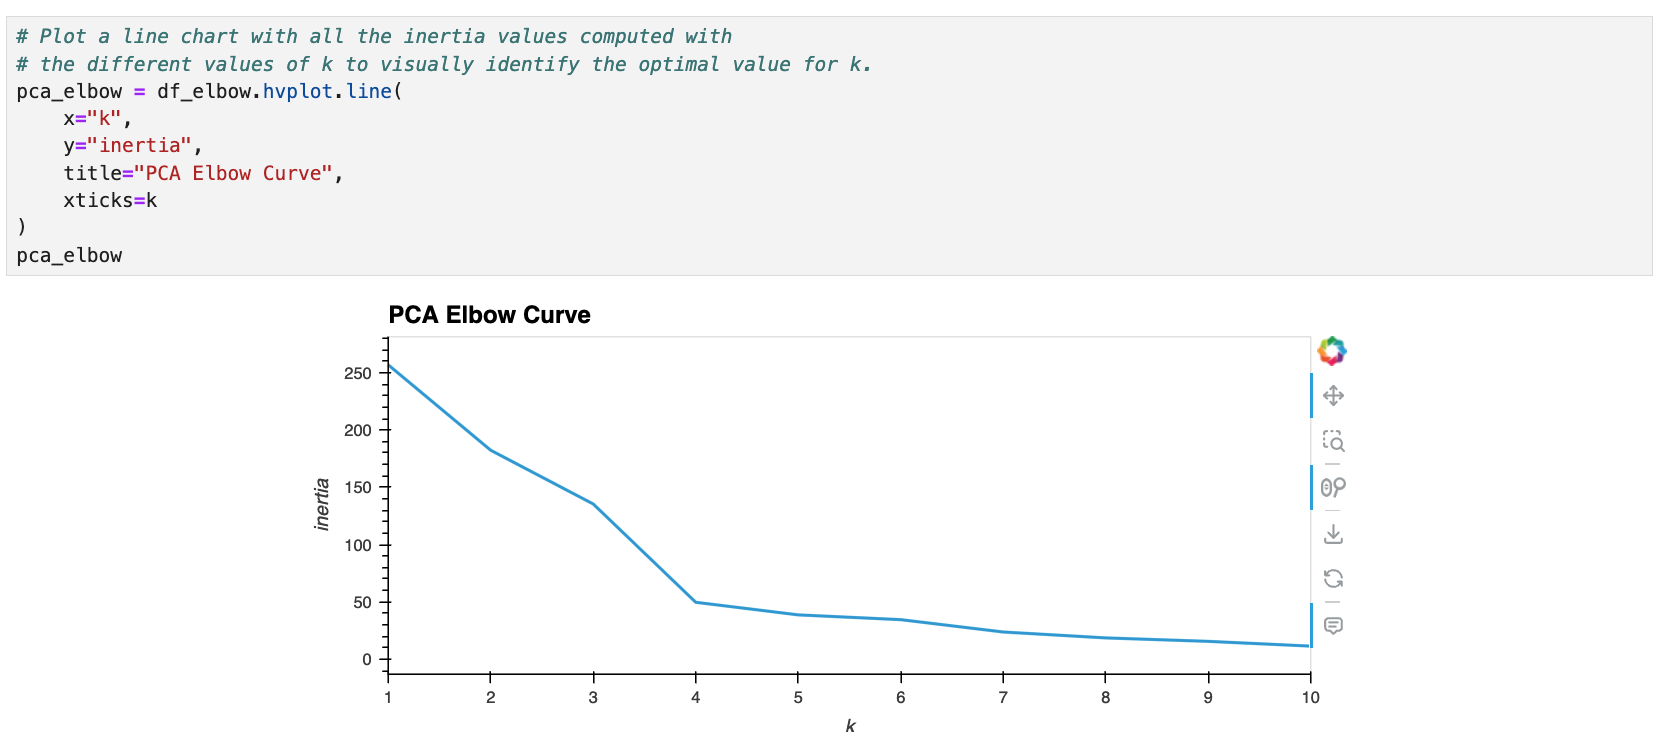 # Plot a line chart with all the inertia values computed with
# the different values of k to visually identify the optimal value for k.
pca_elbow = df_elbow.hvplot.line(
    x="k",
    y="inertia",
    title="PCA Elbow Curve",
    xticks=k
)
pca_elbow
PCA Elbow Curve
250
200
150
100
50
0
inertia
1 2 3 4 5 6 7 8 9 10
k